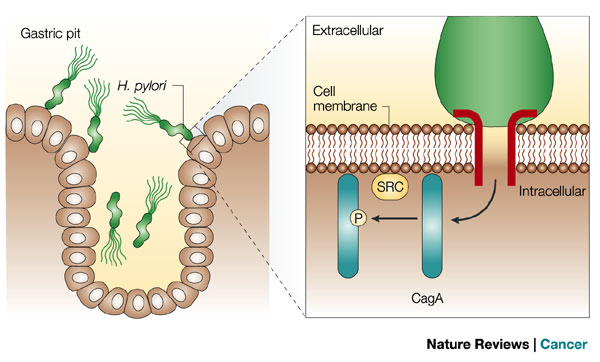 Gastric pit
H. pylori
Extracellular
Cell
membrane
SRC
Intracellular
P
CagA
Nature Reviews | Cancer